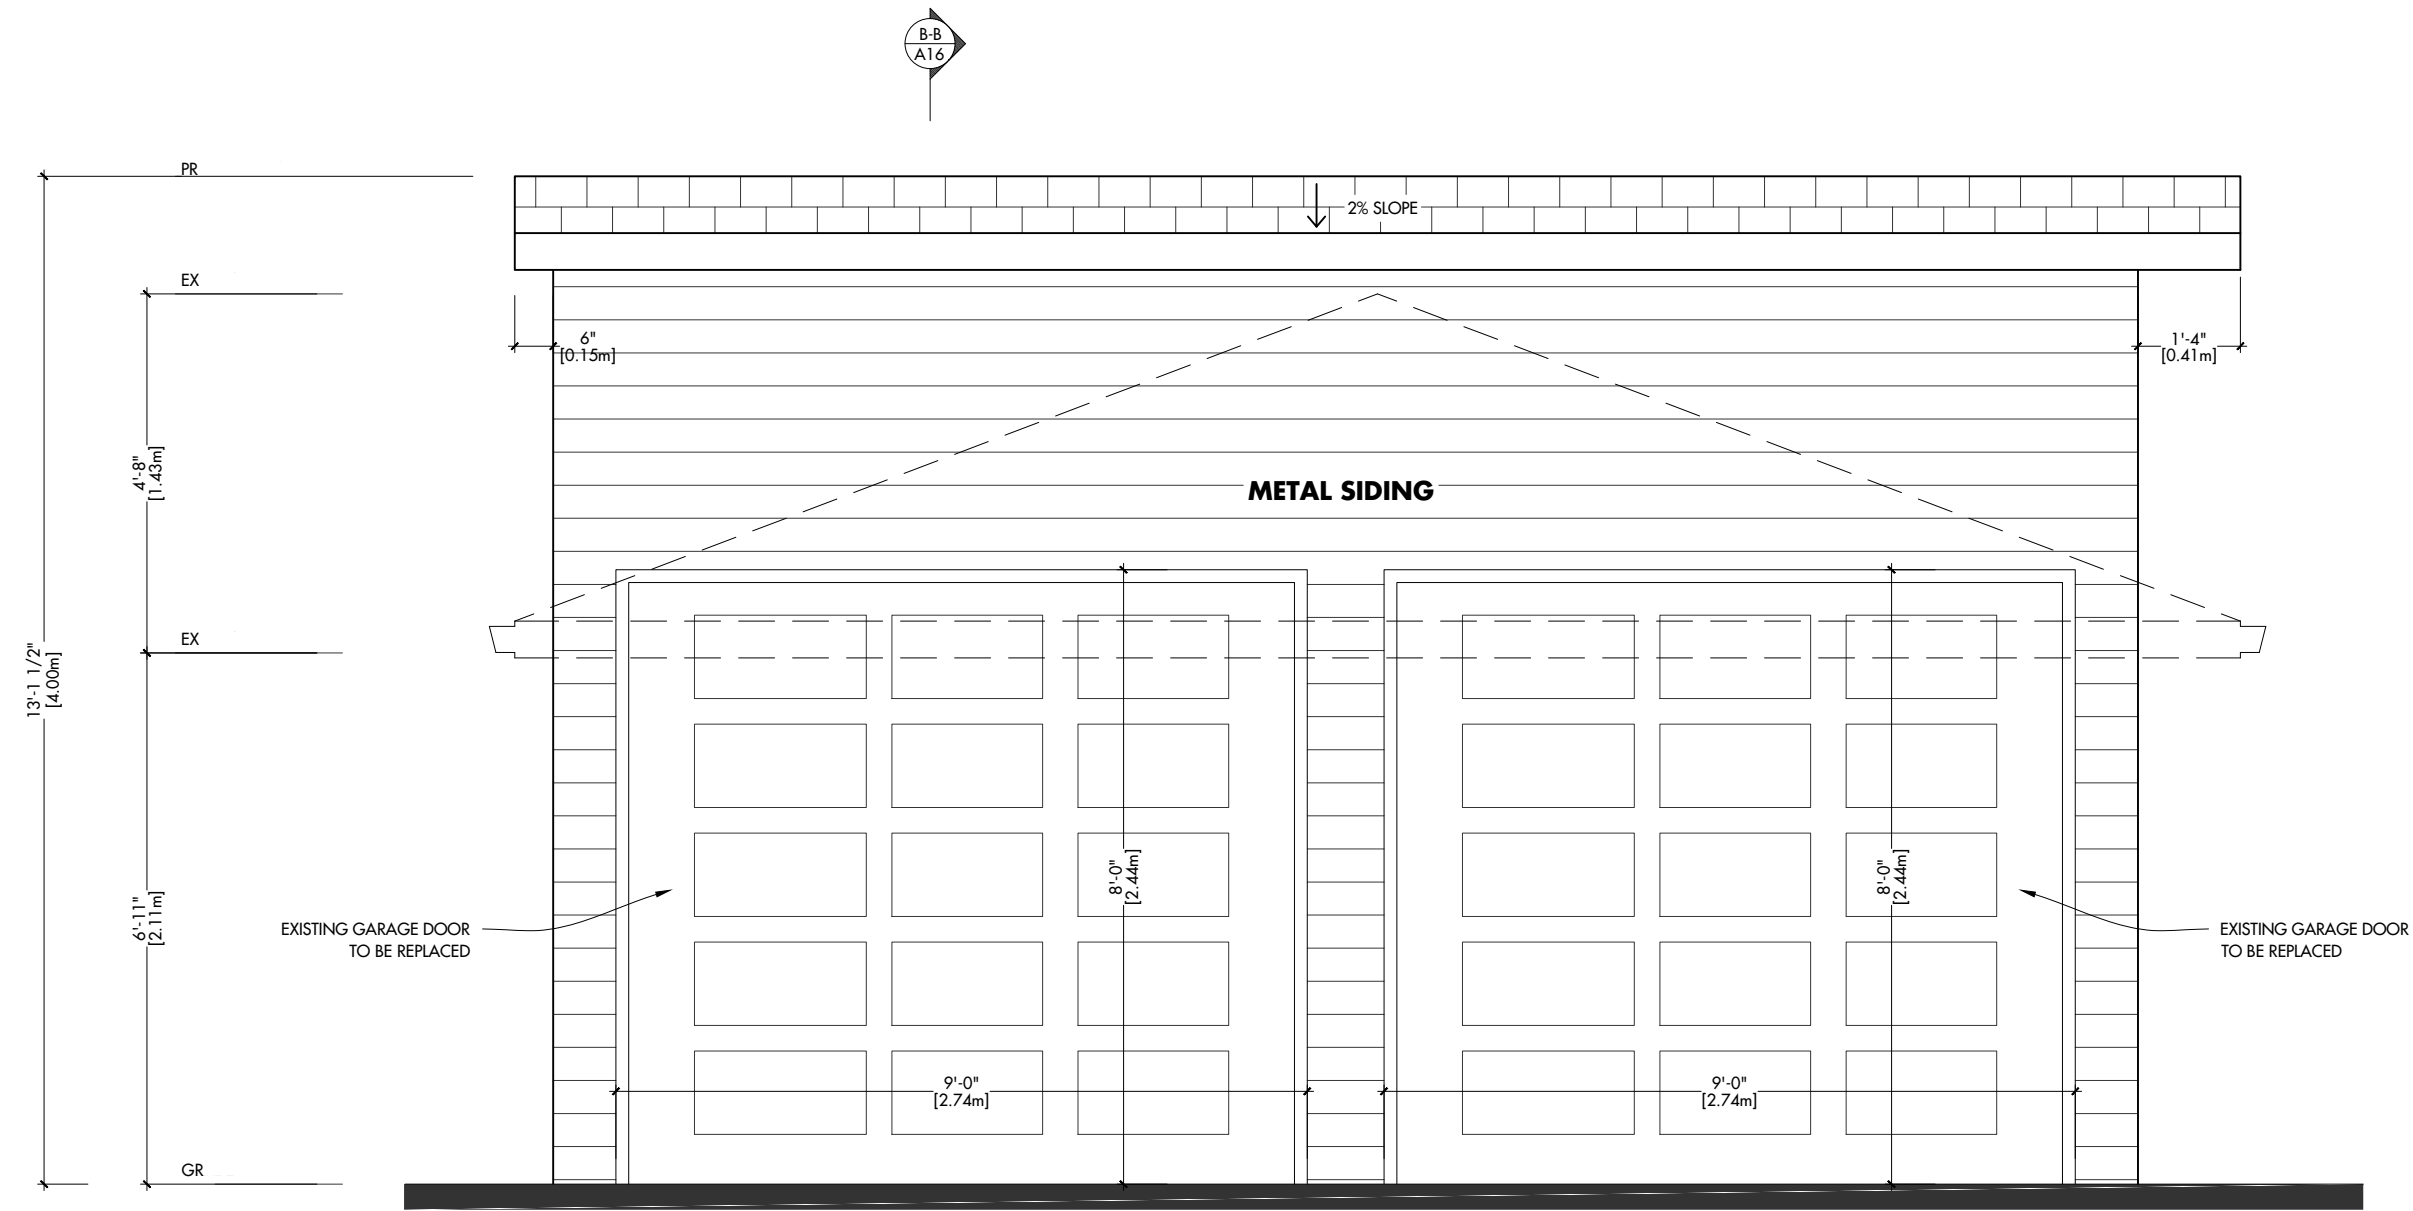 B-B
A16
PR
2% SLOPE
EX
6"
[0.15m]
1'-4"
[0.41m]
4'-8"
[1.43m]
METAL SIDING
EX
13'-1 1/2"
[4.00m]
8'-0"
[2.44m]
8'-0"
[2.44m]
6'-11"
[2.11m]
EXISTING GARAGE DOOR
TO BE REPLACED
EXISTING GARAGE DOOR
TO BE REPLACED
9'-0"
[2.74m]
9'-0"
[2.74m]
GR